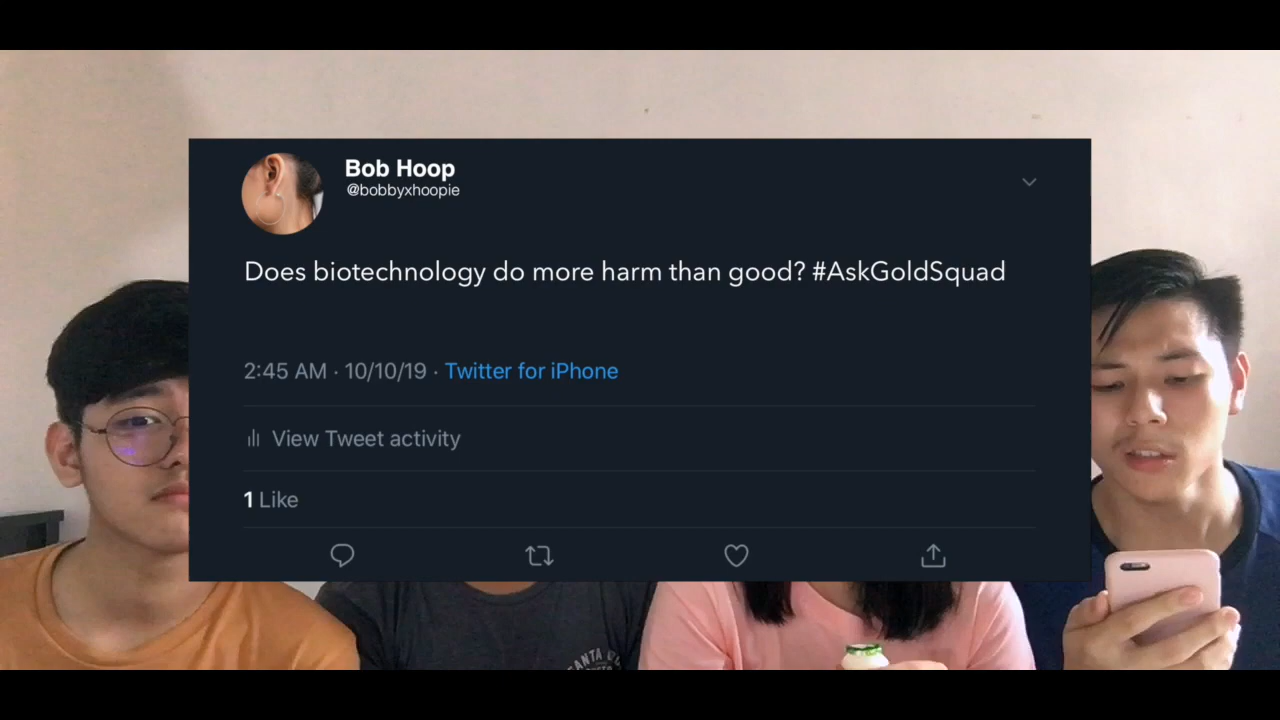 Bob Hoop
@bobbyxhoopie
Does biotechnology do more harm than good? #AskGoldSquad
2:45 AM · 10/10/19 · Twitter for iPhone
View Tweet activity
1 Like